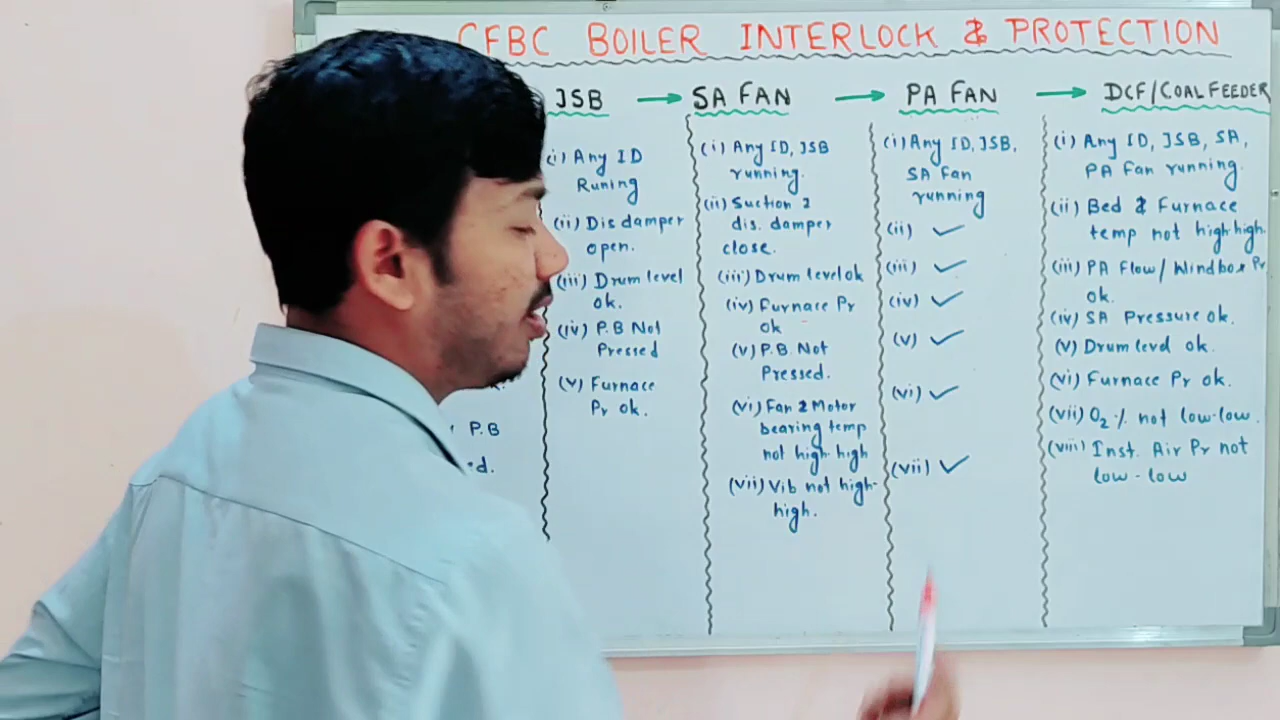 CFBC BOILER INTERLOCK & PROTECTION
JSB → SA FAN → PA FAN → DCF/COAL FEEDER
(i) Any ID
Runing
(ii) Dis damper
open.
(iii) Drum level
ok.
(iv) P.B Not
Pressed
(v) Furnace
Pr ok.
P.B
(i) Any ID, JSB
running.
(ii) Suction &
dis. damper
close.
(iii) Drum level ok
(iv) Furnace Pr
ok
(v) P.B. Not
Pressed.
(vi) Fan & Motor
bearing temp
not high-high
(vii) Vib not high-
high.
(i) Any ID, JSB,
SA Fan
running
(ii) ✓
(iii) ✓
(iv) ✓
(v) ✓
(vi) ✓
(vii) ✓
(i) Any ID, JSB, SA,
PA Fan running.
(ii) Bed & Furnace
temp not high high.
(iii) PA Flow/Windbox Pr
ok.
(iv) SA Pressure ok.
(v) Drum level ok.
(vi) Furnace Pr ok.
(vii) O2 % not low-low.
(viii) Inst. Air Pr not
low-low